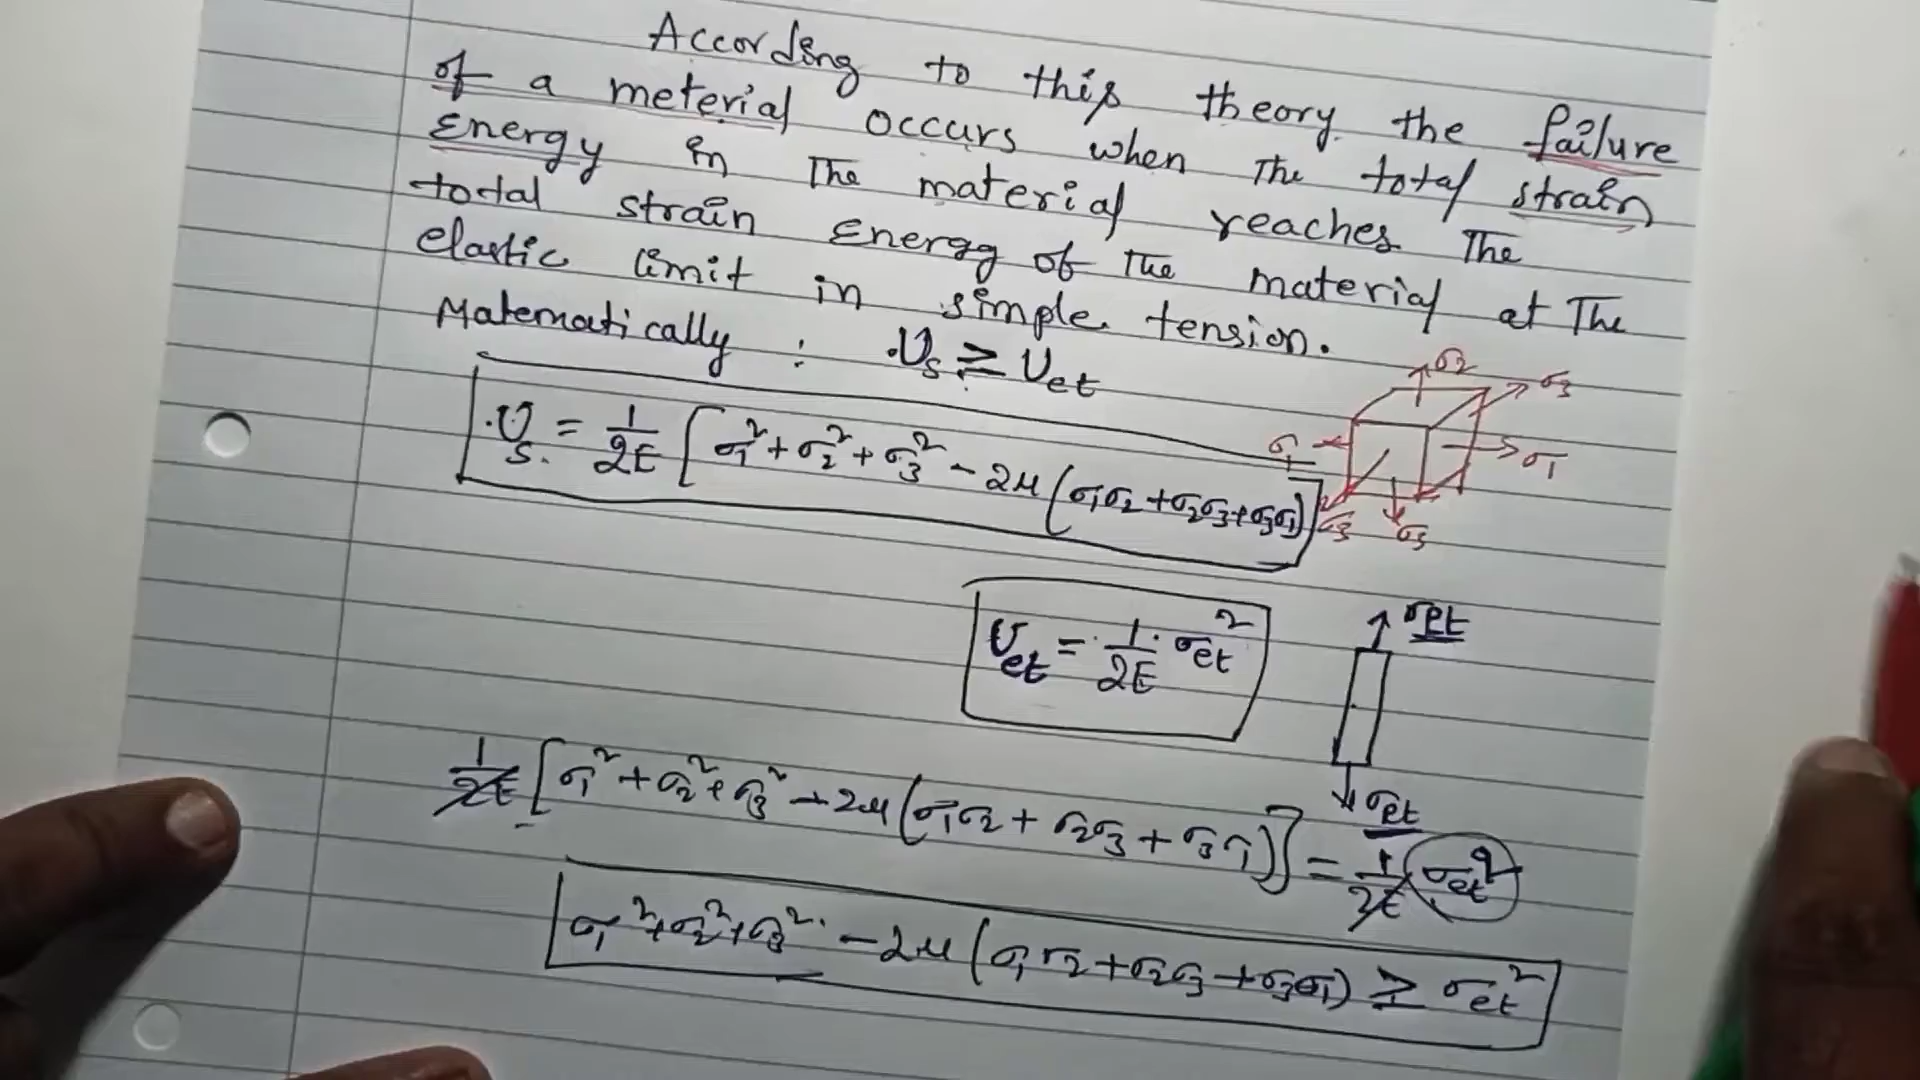 According to this theory the failure
of a meterial occurs when The total strain
Energy in The material reaches The
total strain Energy of The material at The
elastic limit in simple tension.
Matematically : Us ≥ Uet
Us = 1/2E [σ1² + σ2² + σ3² - 2μ (σ1σ2 + σ2σ3 + σ3σ1)]
σ2
σ3
σ1
σ1
σ3
σ3
Uet = 1/2E · σet²
σet
σet
1/2E [σ1² + σ2² + σ3² - 2μ (σ1σ2 + σ2σ3 + σ3σ1)] = 1/2E σet²
σ1² + σ2² + σ3² - 2μ (σ1σ2 + σ2σ3 + σ3σ1) ≥ σet²